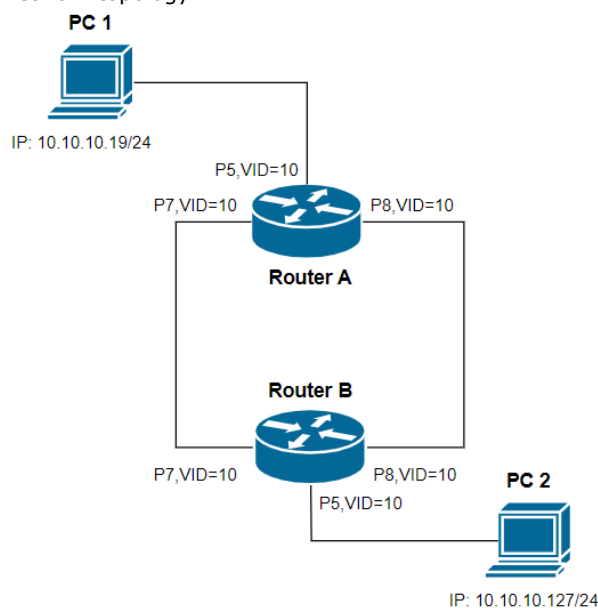 PC 1
IP: 10.10.10.19/24
P5,VID=10
P7,VID=10
P8,VID=10
Router A
Router B
P7,VID=10
P8,VID=10
PC 2
P5,VID=10
IP: 10.10.10.127/24